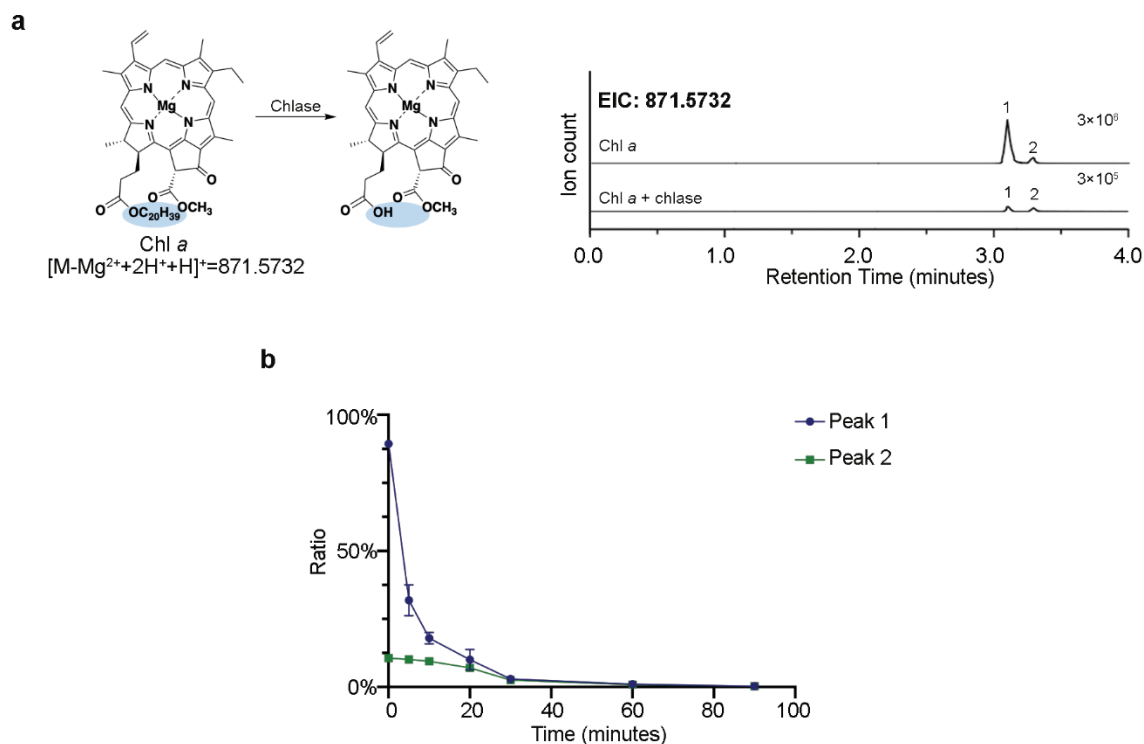 a
N
N
Mg
N
N
Chlase
N
N
Mg
N
N
O
O
OC₂₀H₃₉
O
OCH₃
O
O
OH
O
OCH₃
Chl a
[M-Mg²⁺+2H⁺+H]⁺=871.5732
EIC: 871.5732
Ion count
Chl a
1
2
3×10⁶
Chl a + chlase
1
2
3×10⁵
0.0 1.0 2.0 3.0 4.0
Retention Time (minutes)
b
100%
50%
0%
Ratio
0 20 40 60 80 100
Time (minutes)
Peak 1
Peak 2